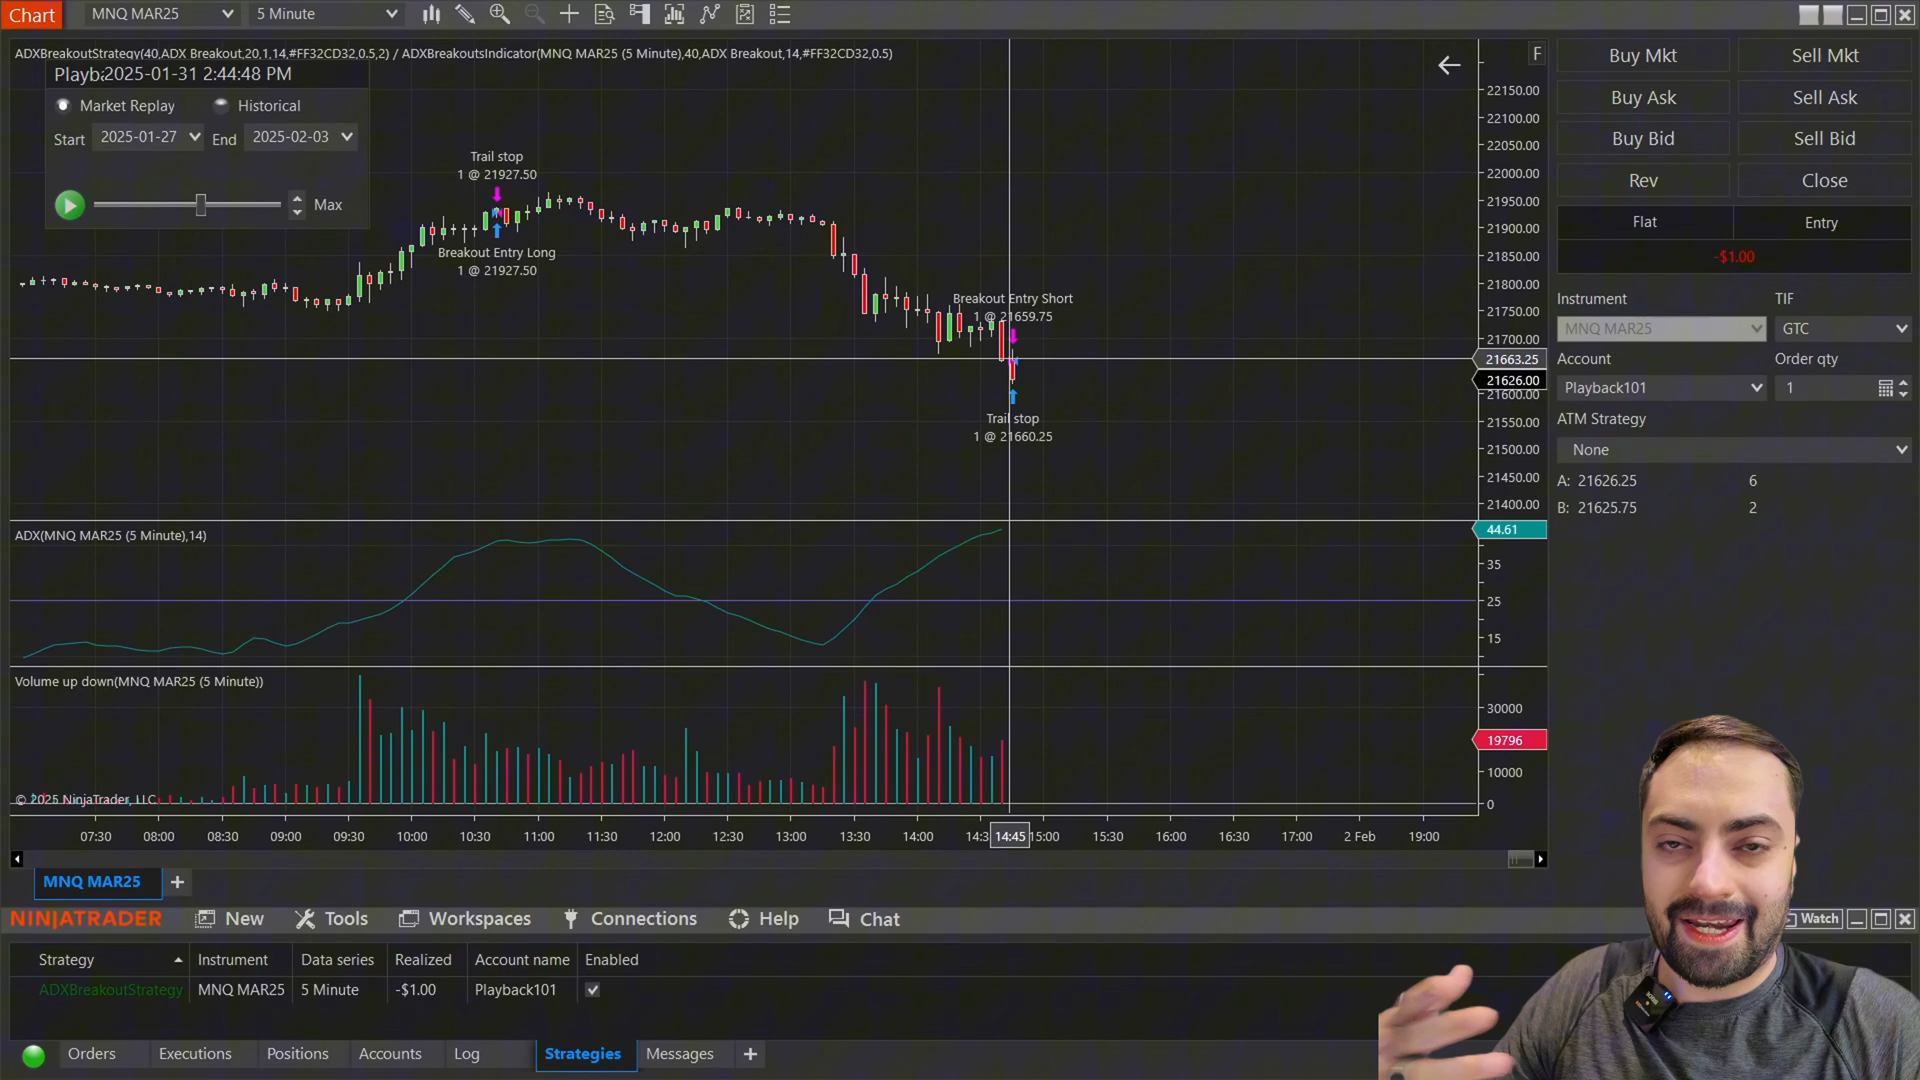 Chart
MNQ MAR25
5 Minute
ADXBreakoutStrategy(40,ADX Breakout,20,1,14,#FF32CD32,0.5,2) / ADXBreakoutsIndicator(MNQ MAR25 (5 Minute),40,ADX Breakout,14,#FF32CD32,0.5)
2025-01-31 2:44:48 PM
Market Replay
Historical
Start
2025-01-27
End
2025-02-03
Max
Trail stop
1 @ 21927.50
Breakout Entry Long
1 @ 21927.50
Breakout Entry Short
1 @ 21659.75
Trail stop
1 @ 21660.25
F
22150.00
22100.00
22050.00
22000.00
21950.00
21900.00
21850.00
21800.00
21750.00
21700.00
21663.25
21626.00
21600.00
21550.00
21500.00
21450.00
21400.00
ADX(MNQ MAR25 (5 Minute),14)
44.61
35
25
15
Volume up down(MNQ MAR25 (5 Minute))
30000
19796
10000
0
© 2025 NinjaTrader, LLC
07:30
08:00
08:30
09:00
09:30
10:00
10:30
11:00
11:30
12:00
12:30
13:00
13:30
14:00
14:3
14:45
15:00
15:30
16:00
16:30
17:00
2 Feb
19:00
MNQ MAR25
+
Buy Mkt
Sell Mkt
Buy Ask
Sell Ask
Buy Bid
Sell Bid
Rev
Close
Flat
Entry
-$1.00
Instrument
TIF
MNQ MAR25
GTC
Account
Order qty
Playback101
1
ATM Strategy
None
A: 21626.25
6
B: 21625.75
2
NINJATRADER
New
Tools
Workspaces
Connections
Help
Chat
Watch
Strategy
Instrument
Data series
Realized
Account name
Enabled
ADXBreakoutStrategy
MNQ MAR25
5 Minute
-$1.00
Playback101
Orders
Executions
Positions
Accounts
Log
Strategies
Messages
+